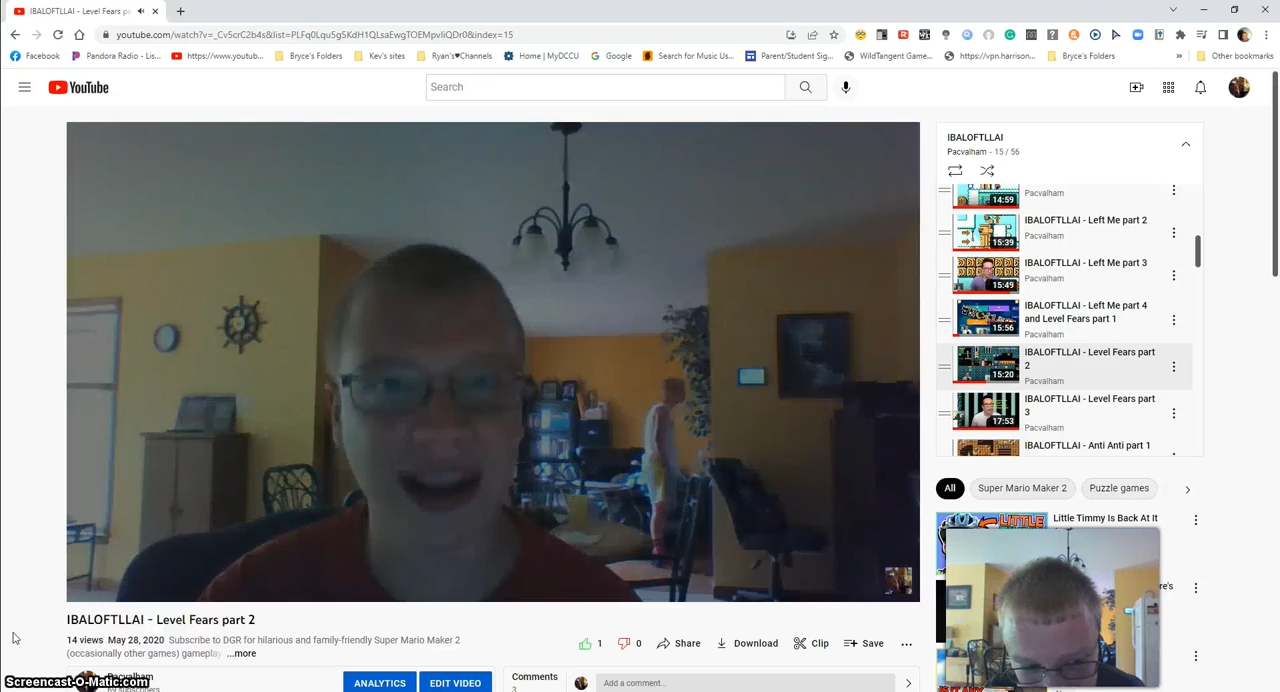 IBALOFTLLAI - Level Fears pa
youtube.com/watch?v=_Cv5crC2b4s&list=PLFq0Lqu5g5KdH1QLsaEwgTOEMpvIiQDr0&index=15
Facebook
Pandora Radio - Lis...
https://www.youtub...
Bryce's Folders
Kev's sites
Ryan's♥Channels
Home | MyDCCU
Google
Search for Music Us...
Parent/Student Sig...
WildTangent Game...
https://vpn.harrison...
Bryce's Folders
»
Other bookmarks
YouTube
Search
IBALOFTLLAI
Pacvalham - 15 / 56
14:59
Pacvalham
15:39
IBALOFTLLAI - Left Me part 2
Pacvalham
15:49
IBALOFTLLAI - Left Me part 3
Pacvalham
15:56
IBALOFTLLAI - Left Me part 4
and Level Fears part 1
Pacvalham
15:20
IBALOFTLLAI - Level Fears part
2
Pacvalham
17:53
IBALOFTLLAI - Level Fears part
3
Pacvalham
IBALOFTLLAI - Anti Anti part 1
All
Super Mario Maker 2
Puzzle games
LITTLE
Little Timmy Is Back At It
re's
IBALOFTLLAI - Level Fears part 2
14 views May 28, 2020 Subscribe to DGR for hilarious and family-friendly Super Mario Maker 2
(occasionally other games) gameplay ...more
1
0
Share
Download
Clip
Save
Pacvalham
69 subscribers
ANALYTICS
EDIT VIDEO
Comments
3
Add a comment...
Screencast-O-Matic.com